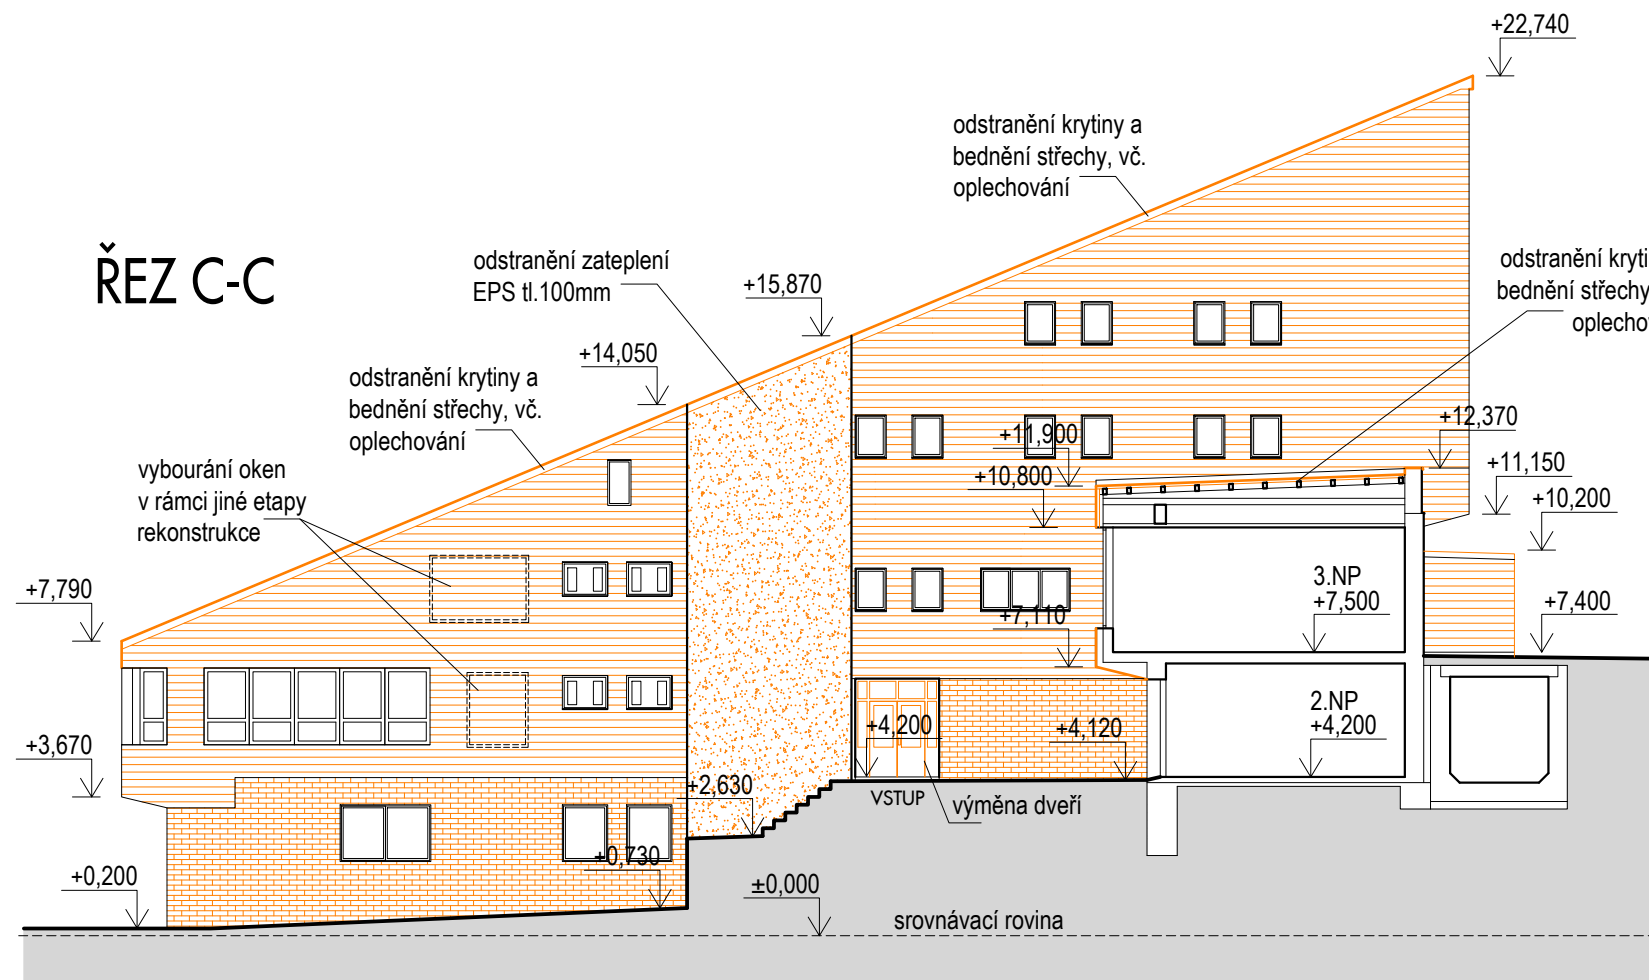 +22,740
odstranění krytiny a
bednění střechy, vč.
oplechování
ŘEZ C-C
odstranění zateplení
EPS tl.100mm
+15,870
odstranění kryti
bednění střechy
oplecho
+14,050
odstranění krytiny a
bednění střechy, vč.
oplechování
+12,370
+11,900
+11,150
+10,800
+10,200
vybourání oken
v rámci jiné etapy
rekonstrukce
+7,790
3.NP
+7,500
+7,400
+7,110
2.NP
+4,200
+4,200
+4,120
+3,670
+2,630
VSTUP
výměna dveří
+0,730
+0,200
±0,000
srovnávací rovina